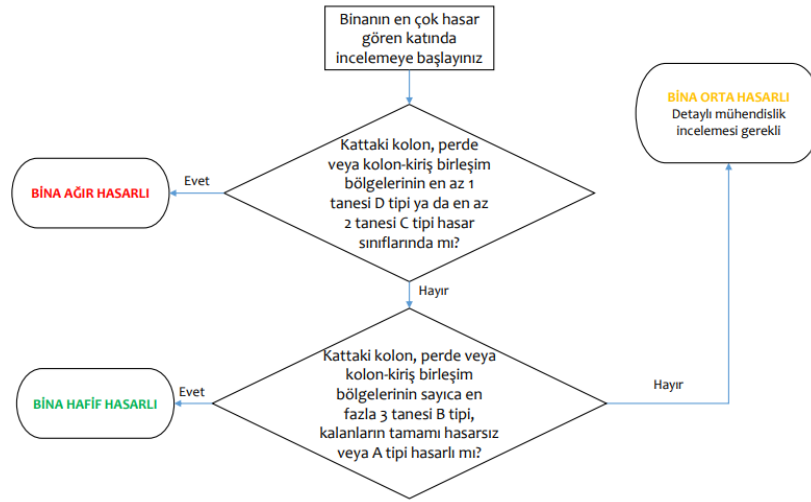 Binanın en çok hasar
gören katında
incelemeye başlayınız
BİNA ORTA HASARLI
Detaylı mühendislik
incelemesi gerekli
Kattaki kolon, perde
veya kolon-kiriş birleşim
bölgelerinin en az 1
tanesi D tipi ya da en az
2 tanesi C tipi hasar
sınıflarında mı?
Evet
BİNA AĞIR HASARLI
Hayır
Kattaki kolon, perde veya
kolon-kiriş birleşim
bölgelerinin sayıca en
fazla 3 tanesi B tipi,
kalanların tamamı hasarsız
veya A tipi hasarlı mı?
Evet
BİNA HAFİF HASARLI
Hayır